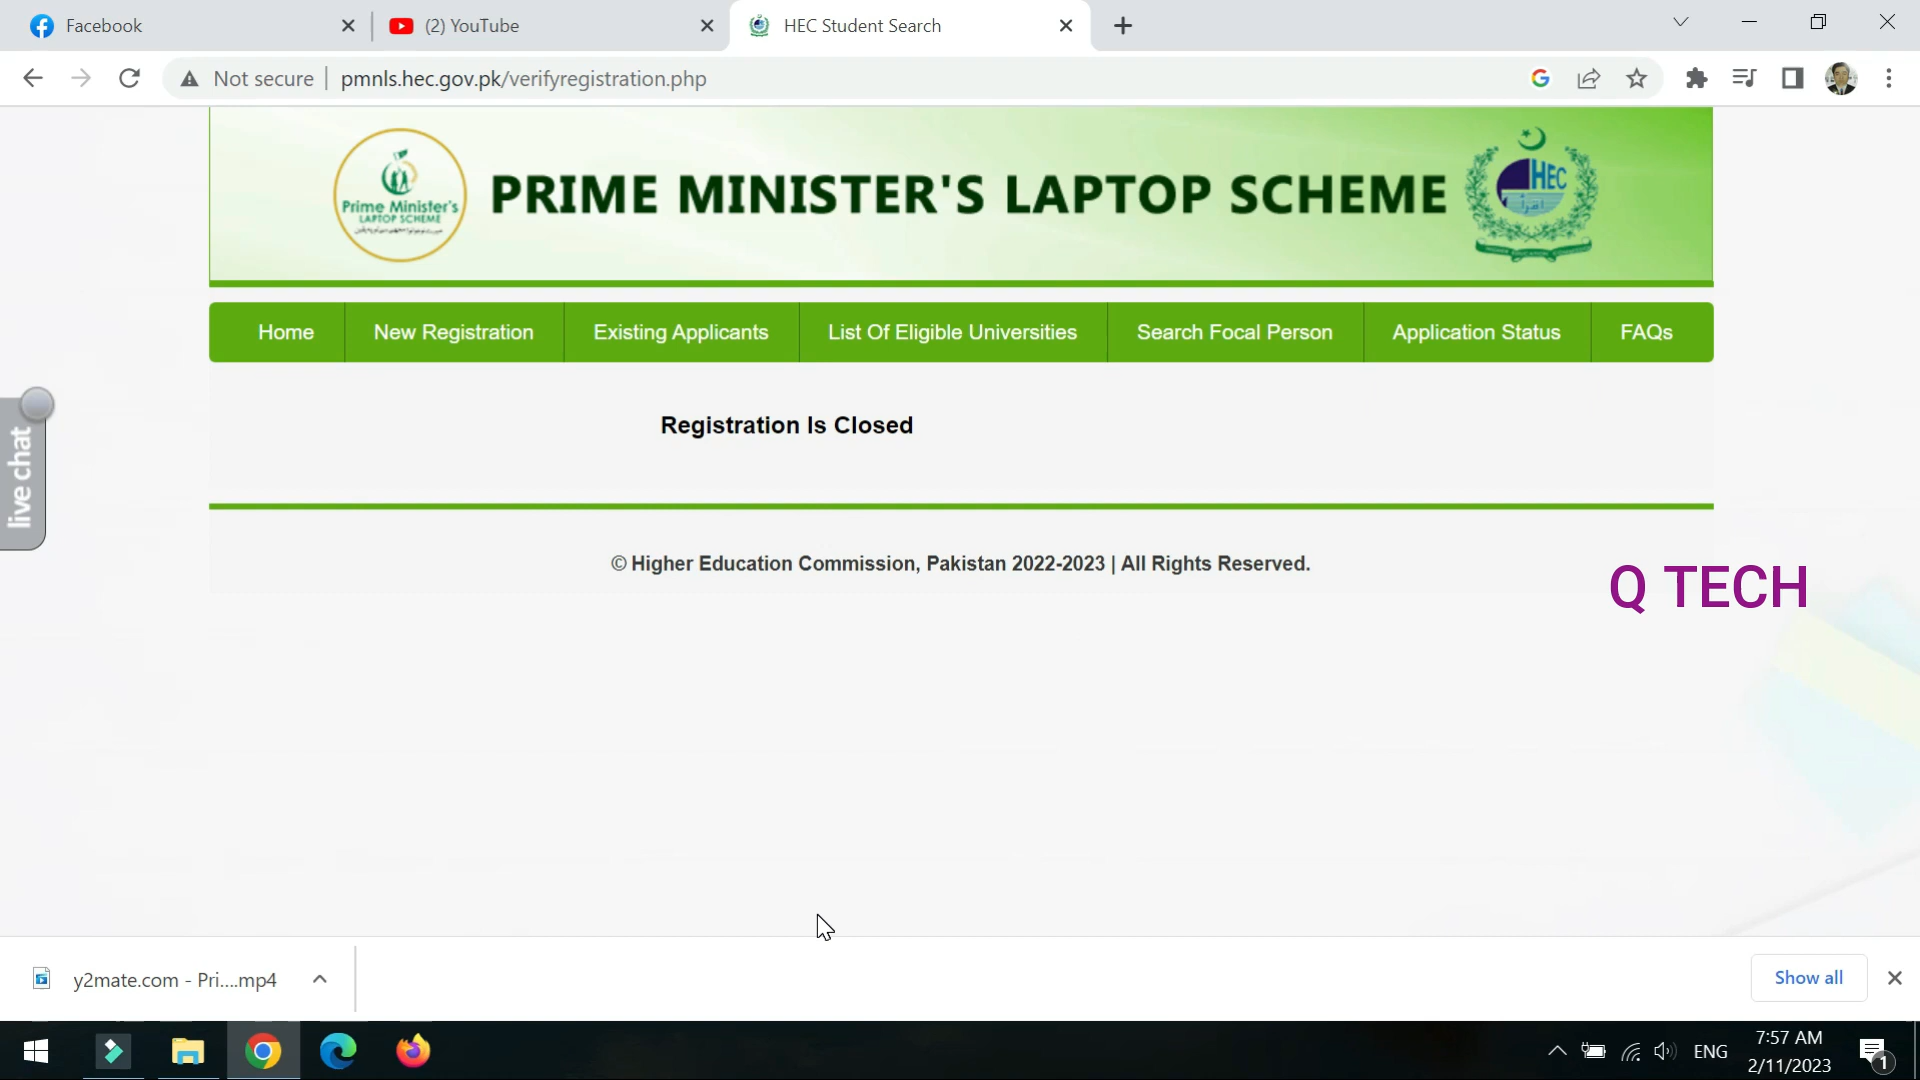 Facebook
(2) YouTube
HEC Student Search
Not secure
pmnls.hec.gov.pk/verifyregistration.php
Prime Minister's
LAPTOP SCHEME
PRIME MINISTER'S LAPTOP SCHEME
HEC
Home
New Registration
Existing Applicants
List Of Eligible Universities
Search Focal Person
Application Status
FAQs
live chat
Registration Is Closed
© Higher Education Commission, Pakistan 2022-2023 | All Rights Reserved.
Q TECH
y2mate.com - Pri....mp4
Show all
ENG
7:57 AM
2/11/2023
1